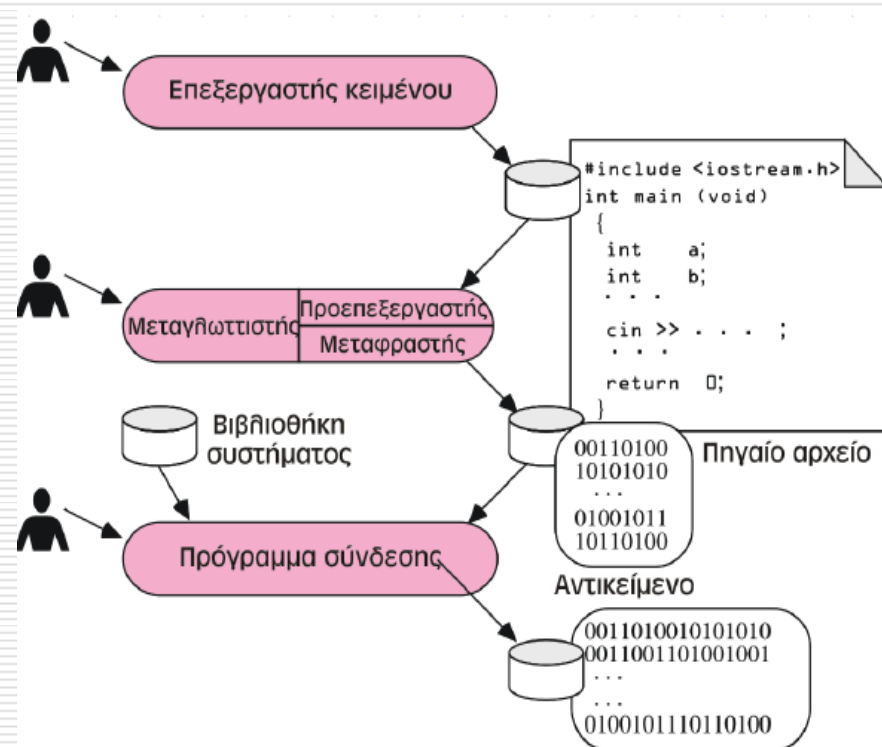 Επεξεργαστής κειμένου
#include <iostream.h>
int main (void)
{
int a;
int b;
. . .
cin >> . . . ;
. . .
return 0;
}
Μεταγλωττιστής
Προεπεξεργαστής
Μεταφραστής
Πηγαίο αρχείο
Βιβλιοθήκη
συστήματος
00110100
10101010
...
01001011
10110100
Αντικείμενο
Πρόγραμμα σύνδεσης
0011010010101010
0011001101001001
...
...
0100101110110100